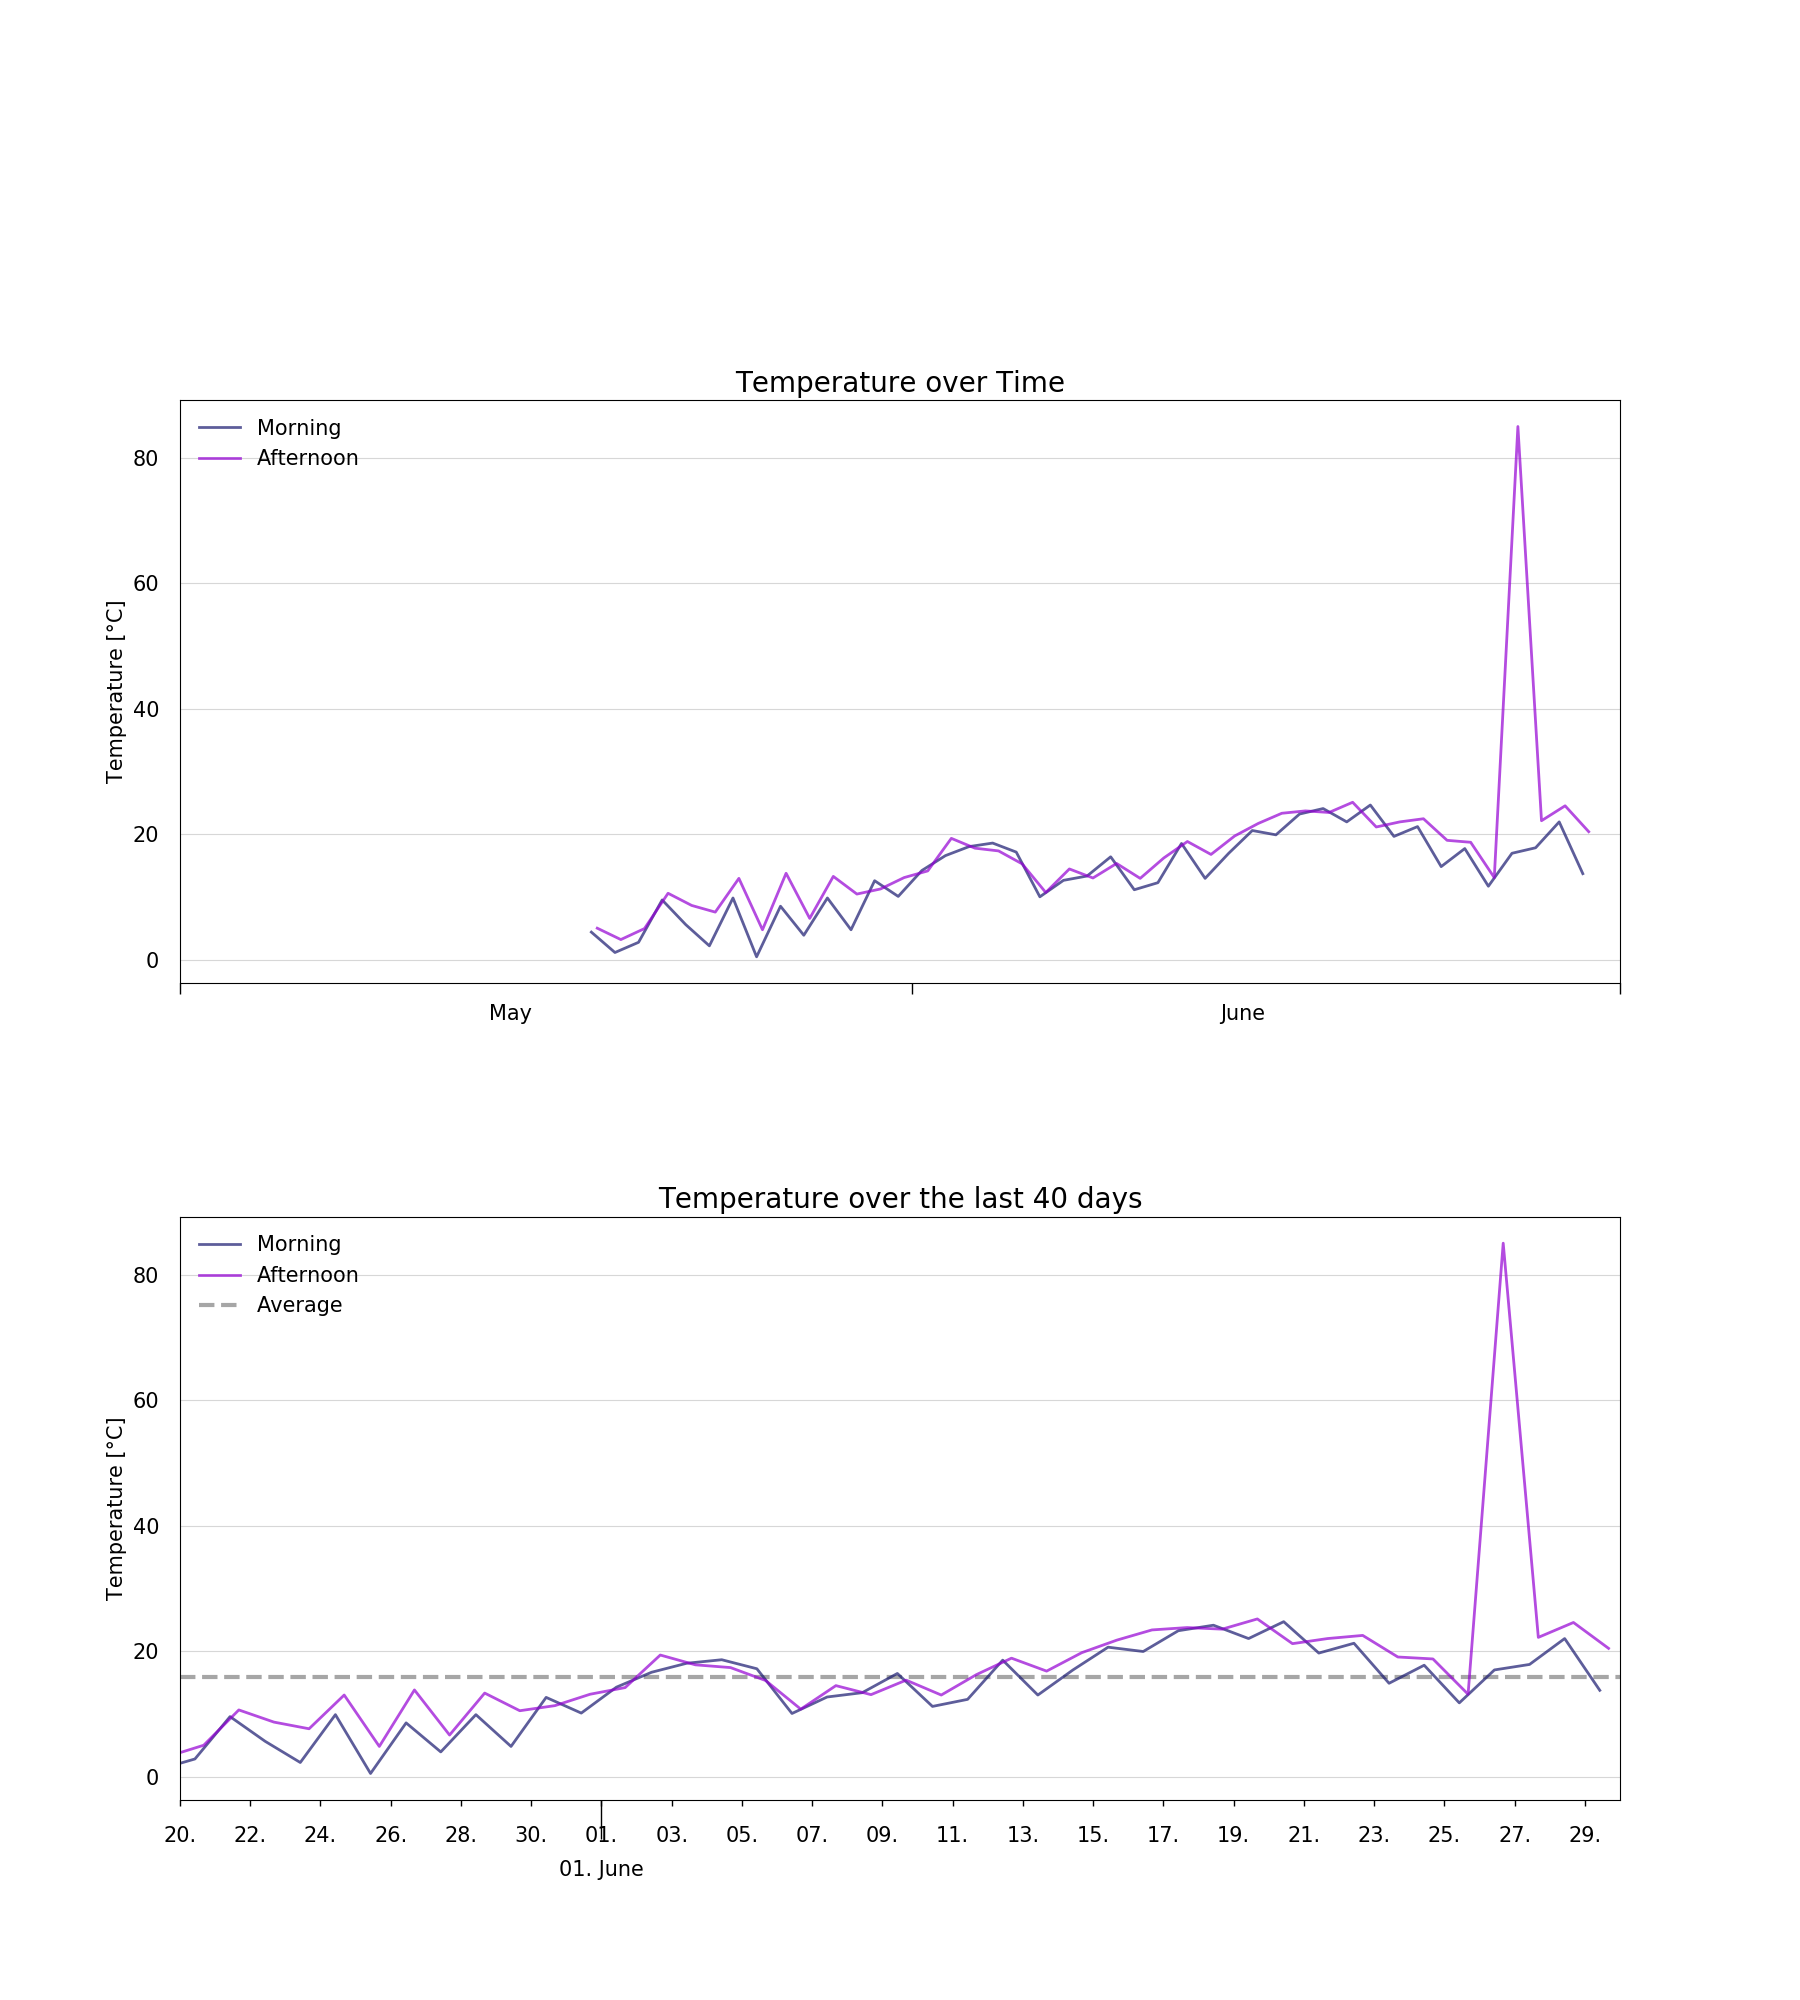 Temperature over Time
Morning
Afternoon
80
60
40
20
0
Temperature [°C]
May June
Temperature over the last 40 days
Morning
Afternoon
Average
80
60
40
20
0
Temperature [°C]
20. 22. 24. 26. 28. 30. 01. 03. 05. 07. 09. 11. 13. 15. 17. 19. 21. 23. 25. 27. 29.
01. June